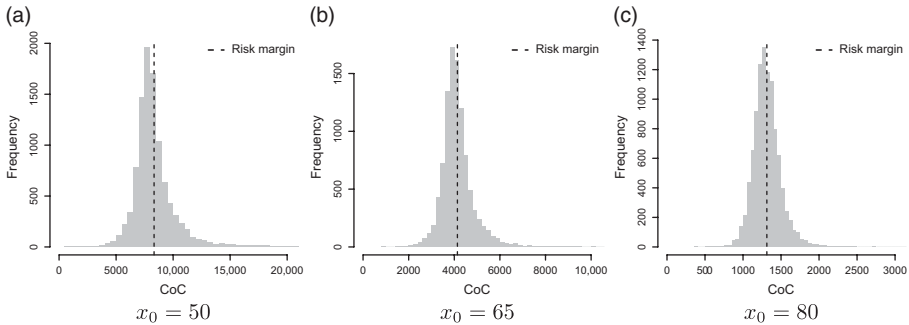 (a)
Frequency
2000
1500
1000
500
0
Risk margin
0 5000 10,000 15,000 20,000
CoC
x₀ = 50
(b)
Frequency
1500
1000
500
0
Risk margin
0 2000 4000 6000 8000 10,000
CoC
x₀ = 65
(c)
Frequency
1400
1200
1000
800
600
400
200
0
Risk margin
0 500 1000 1500 2000 2500 3000
CoC
x₀ = 80